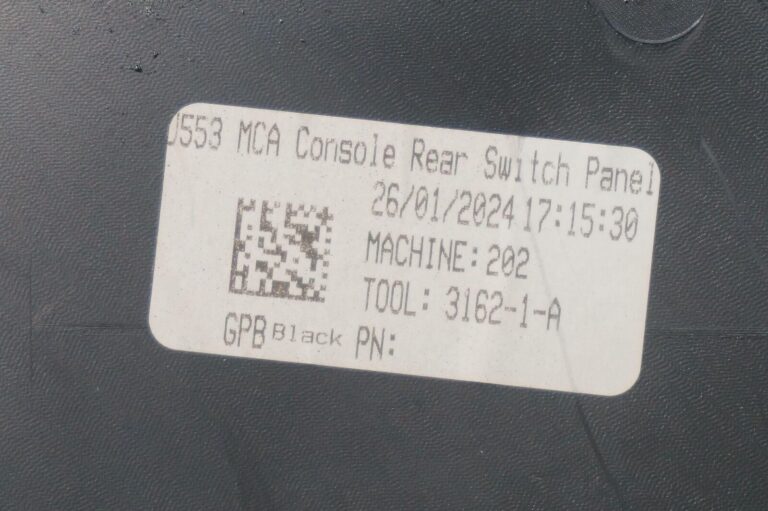 J553 MCA Console Rear Switch Panel
26/01/2024 17:15:30
MACHINE: 202
TOOL: 3162-1-A
GPB Black PN: